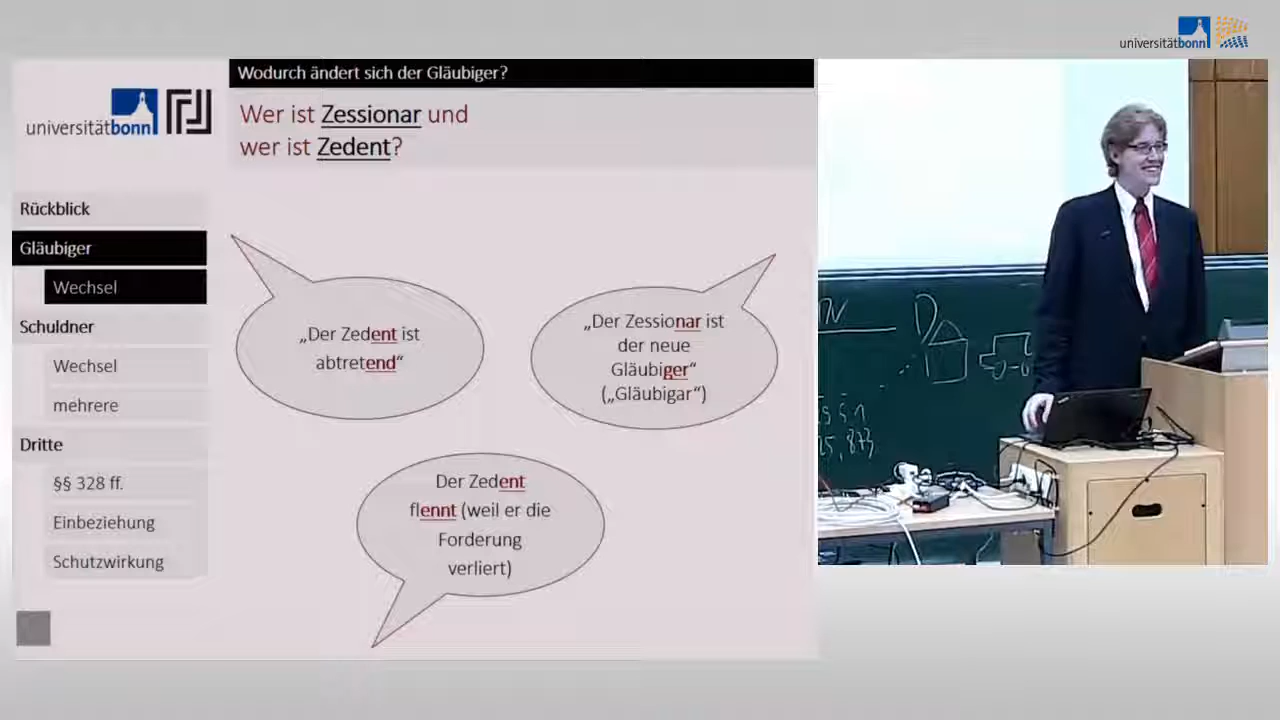 universitätbonn
Wodurch ändert sich der Gläubiger?
universitätbonn
Wer ist Zessionar und
wer ist Zedent?
Rückblick
Gläubiger
Wechsel
Schuldner
Wechsel
mehrere
Dritte
§§ 328 ff.
Einbeziehung
Schutzwirkung
„Der Zedent ist
abtretend“
„Der Zessionar ist
der neue
Gläubiger“
(„Gläubigar“)
Der Zedent
flennt (weil er die
Forderung
verliert)
D